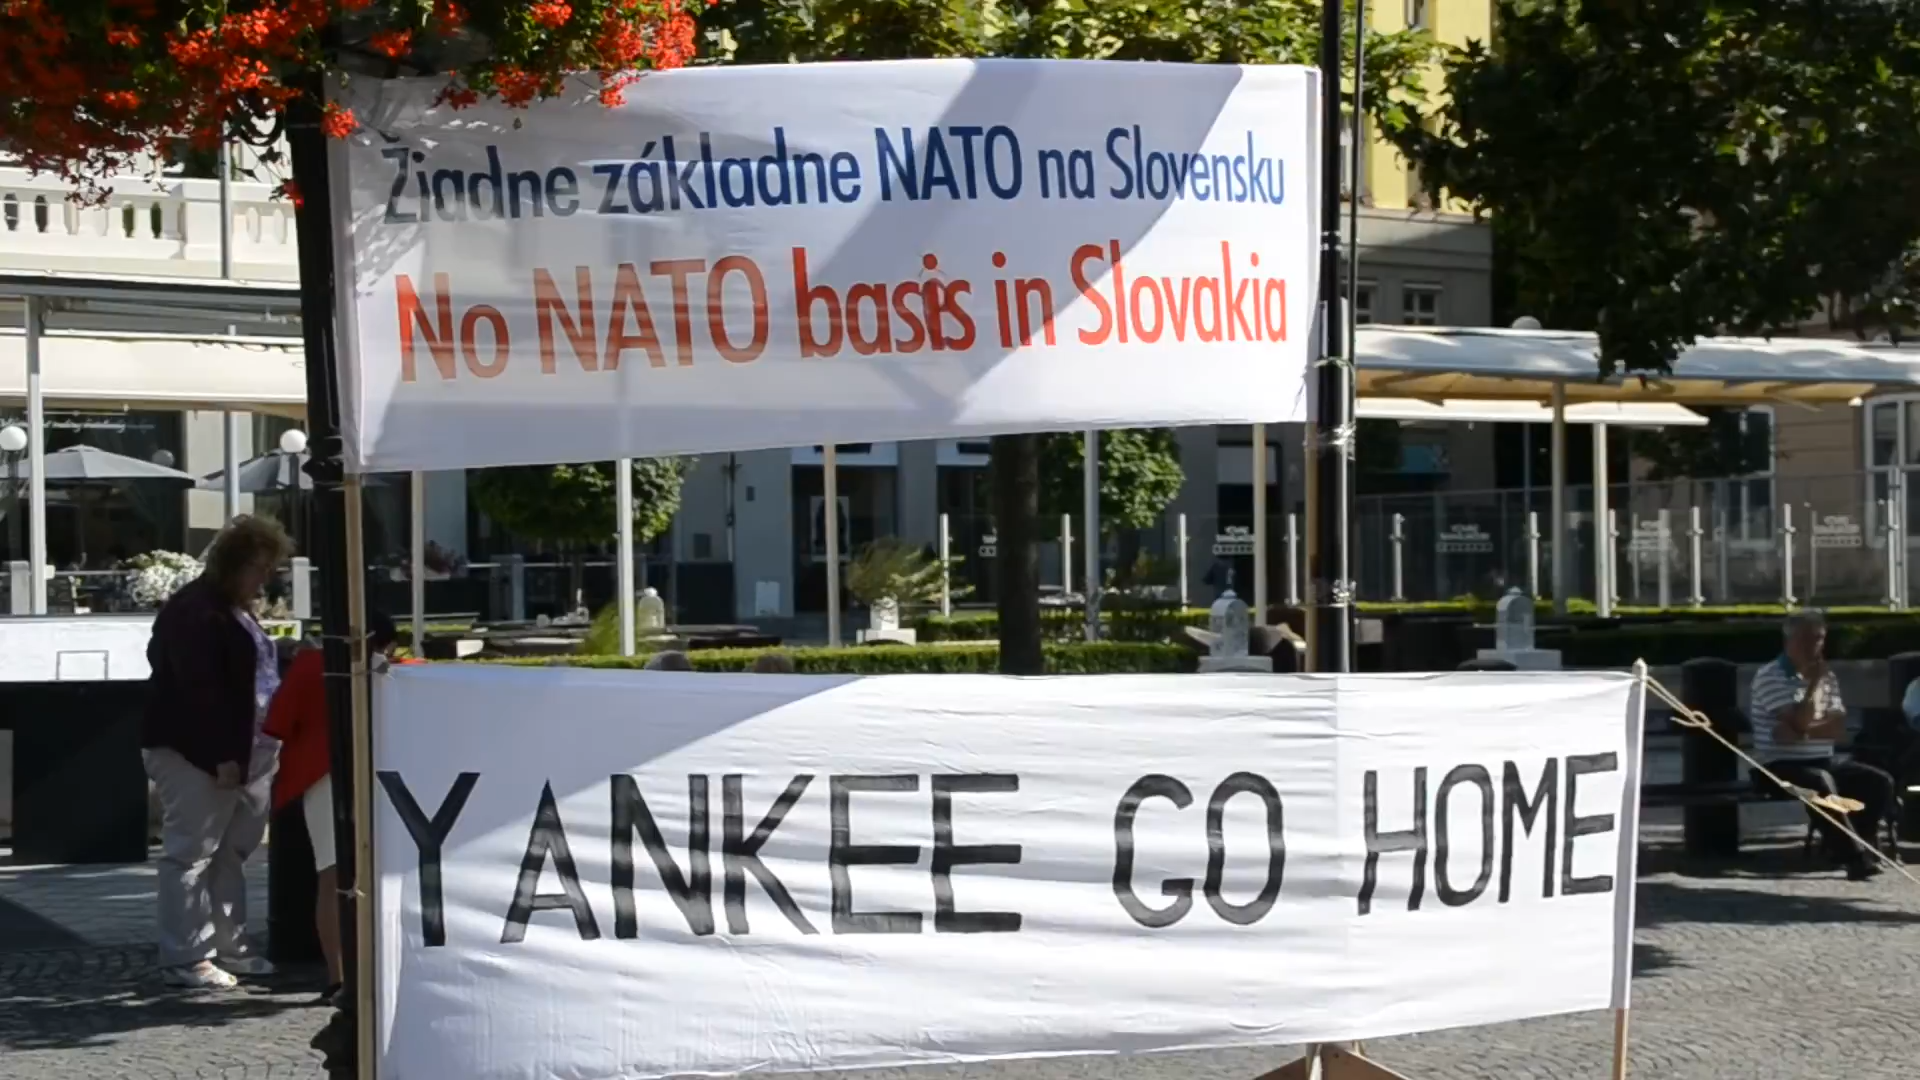 Žiadne základne NATO na Slovensku
No NATO basis in Slovakia
YANKEE GO HOME